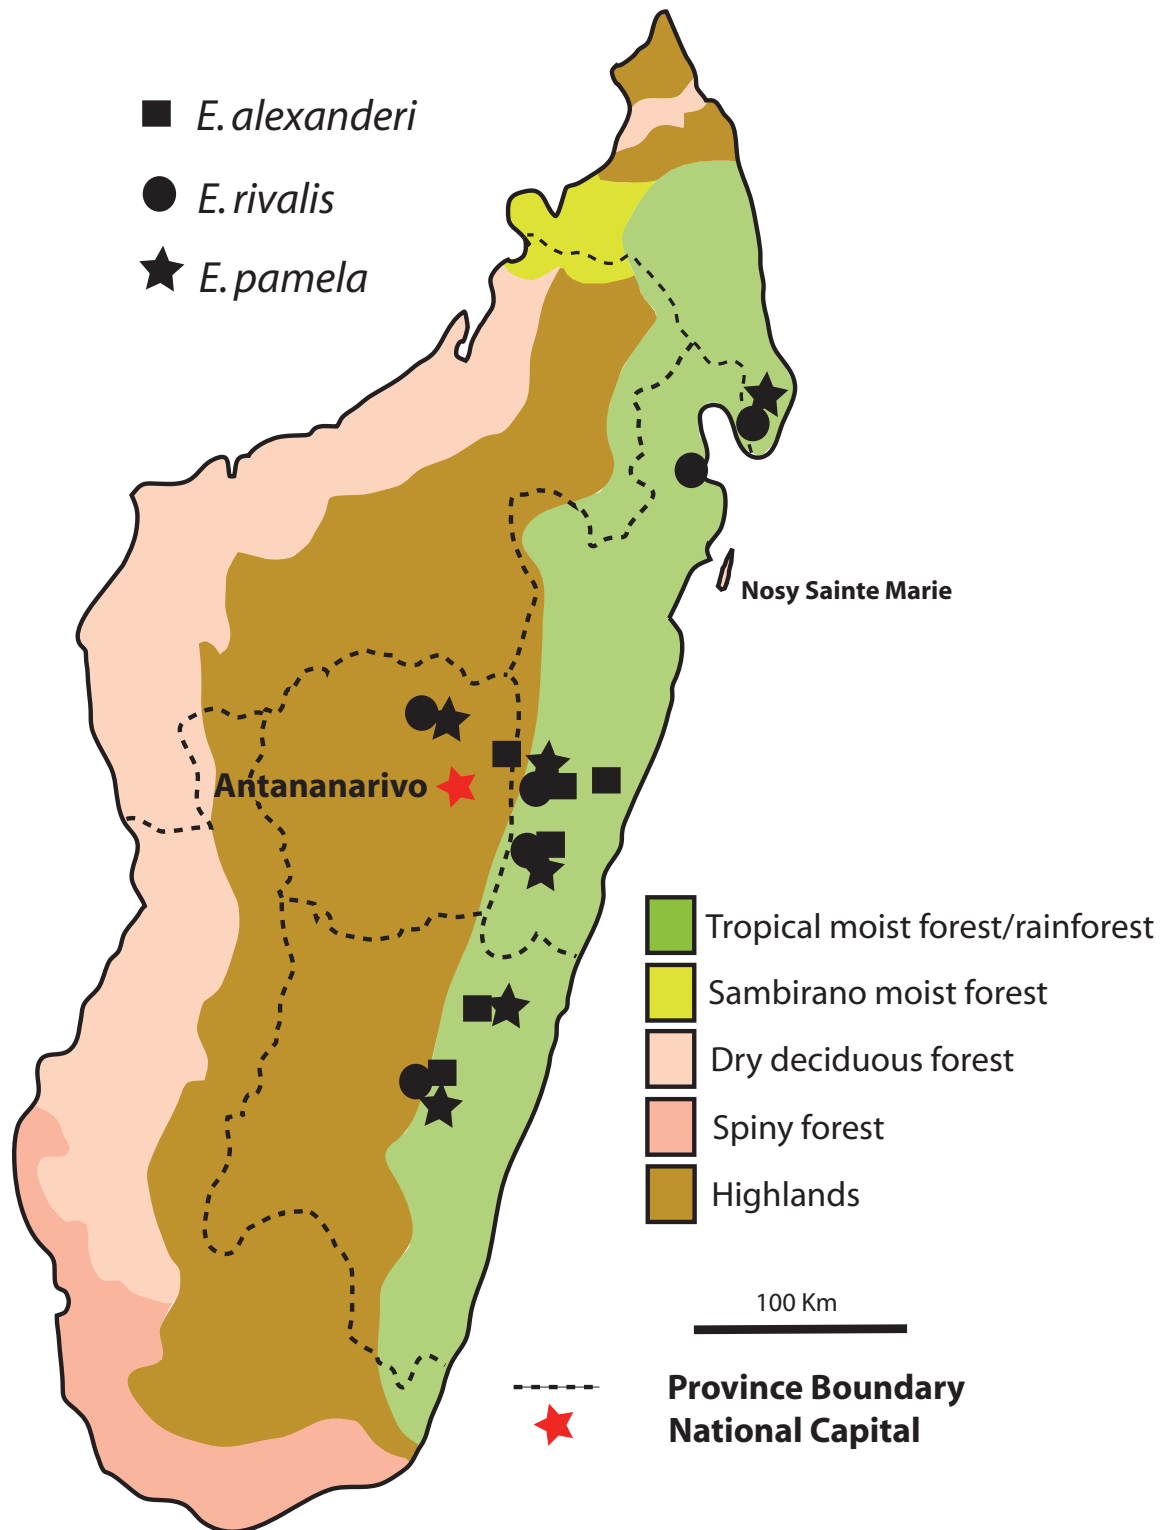 E. alexanderi
E. rivalis
E. pamela
Nosy Sainte Marie
Antananarivo
Tropical moist forest/rainforest
Sambirano moist forest
Dry deciduous forest
Spiny forest
Highlands
100 Km
Province Boundary
National Capital